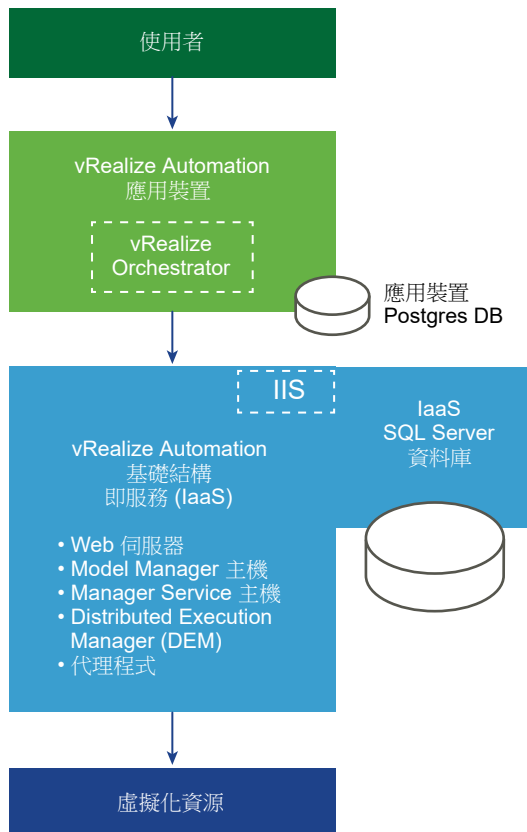 使用者
vRealize Automation
應用裝置
vRealize
Orchestrator
應用裝置
Postgres DB
IIS
IaaS
SQL Server
資料庫
vRealize Automation
基礎結構
即服務 (IaaS)
• Web 伺服器
• Model Manager 主機
• Manager Service 主機
• Distributed Execution
Manager (DEM)
• 代理程式
虛擬化資源